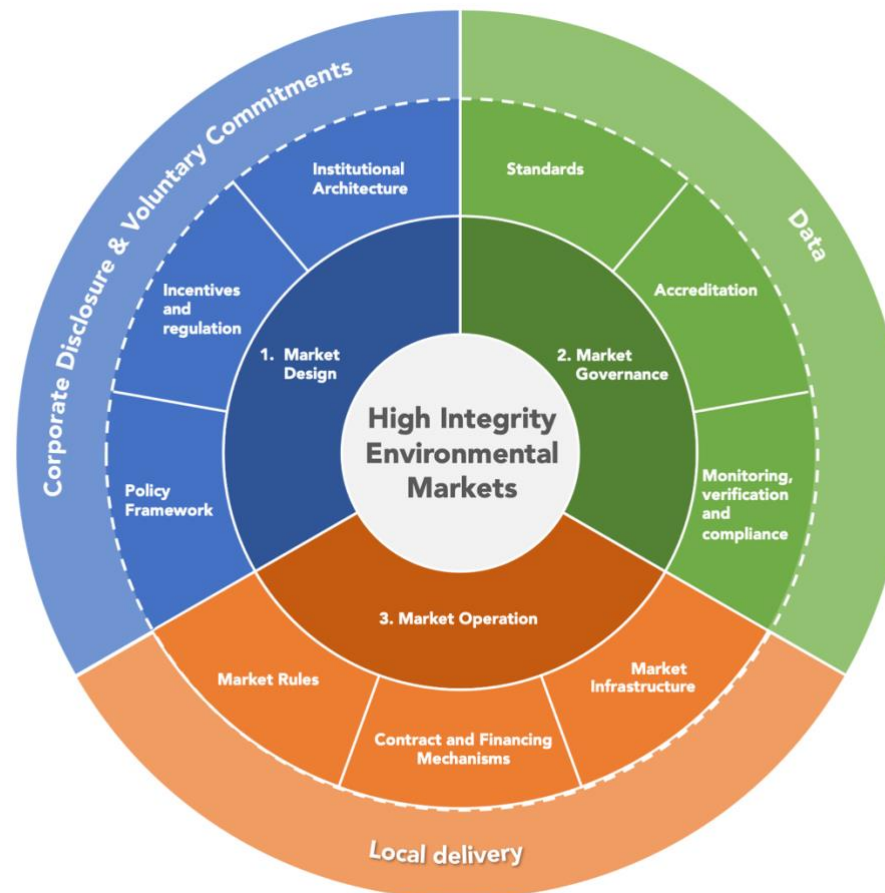 Corporate Disclosure & Voluntary Commitments
Institutional
Architecture
Incentives
and
regulation
Policy
Framework
1. Market
Design
Data
Standards
Accreditation
Monitoring,
verification
and
compliance
2. Market
Governance
High Integrity
Environmental
Markets
3. Market Operation
Market Rules
Contract and Financing
Mechanisms
Market
Infrastructure
Local delivery